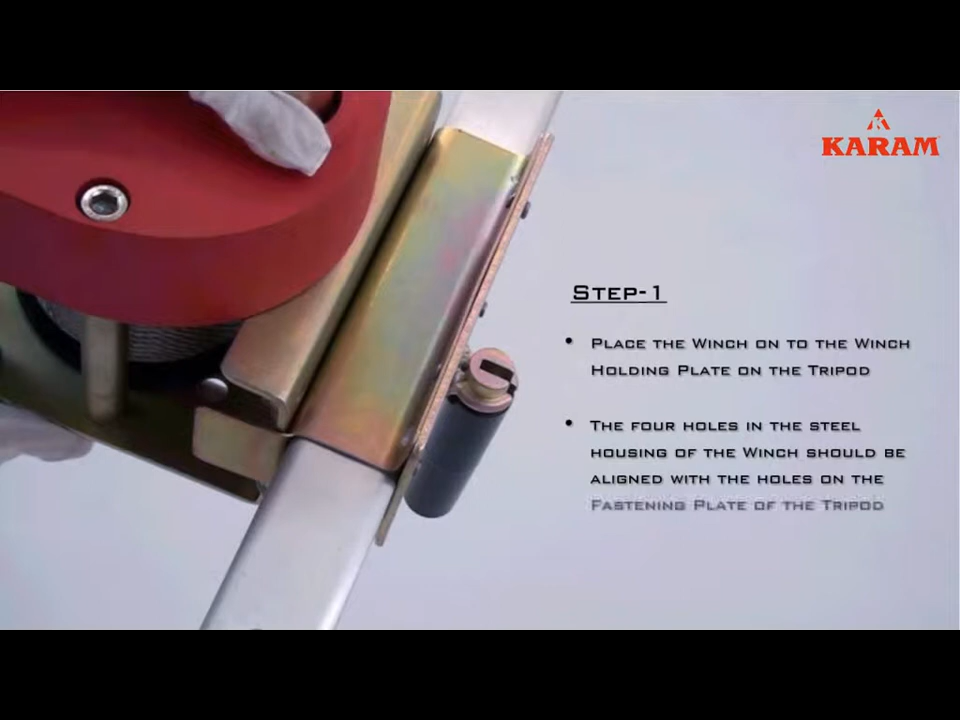 KARAM
Step-1
• Place the Winch on to the Winch
Holding Plate on the Tripod
• The four holes in the steel
housing of the Winch should be
aligned with the holes on the
Fastening Plate of the Tripod